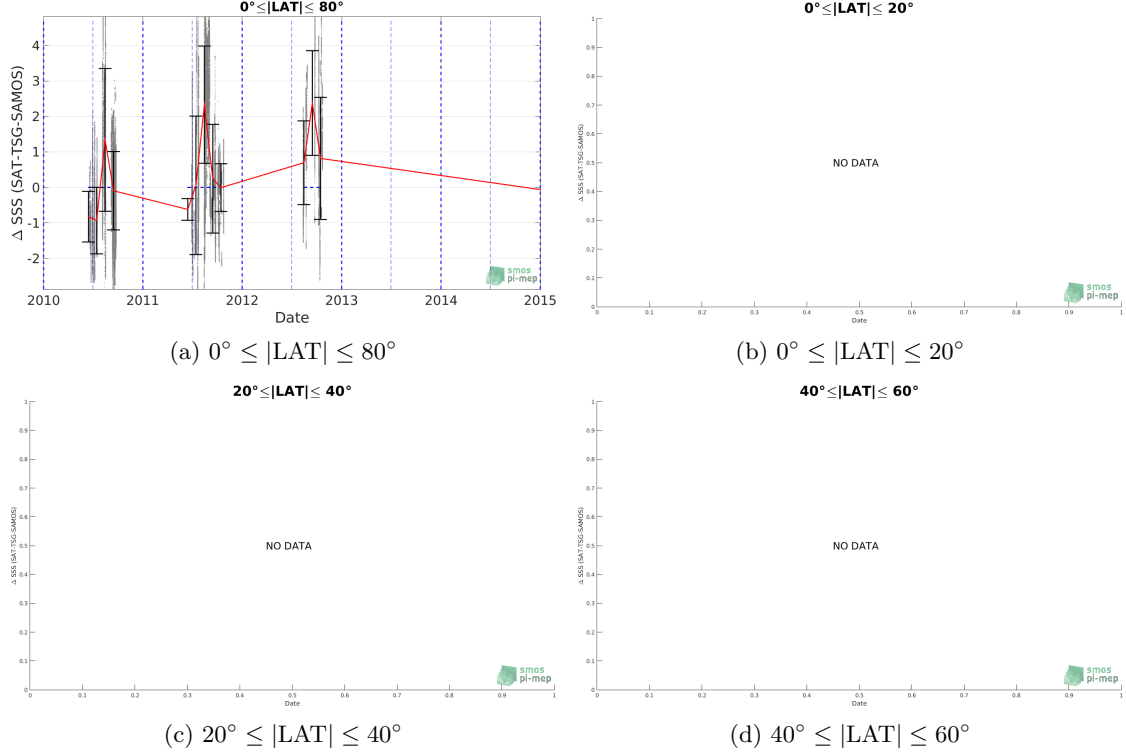 0°≤|LAT|≤ 80°
Δ SSS (SAT-TSG-SAMOS)
4
3
2
1
0
-1
-2
2010 2011 2012 2013 2014 2015
Date
smos
pi-mep
(a) 0° ≤ |LAT| ≤ 80°
0°≤|LAT|≤ 20°
Δ SSS (SAT-TSG-SAMOS)
1
0.9
0.8
0.7
0.6
0.5
0.4
0.3
0.2
0.1
0
NO DATA
0 0.1 0.2 0.3 0.4 0.5 0.6 0.7 0.8 0.9 1
Date
smos
pi-mep
(b) 0° ≤ |LAT| ≤ 20°
20°≤|LAT|≤ 40°
Δ SSS (SAT-TSG-SAMOS)
1
0.9
0.8
0.7
0.6
0.5
0.4
0.3
0.2
0.1
0
NO DATA
0 0.1 0.2 0.3 0.4 0.5 0.6 0.7 0.8 0.9 1
Date
smos
pi-mep
(c) 20° ≤ |LAT| ≤ 40°
40°≤|LAT|≤ 60°
Δ SSS (SAT-TSG-SAMOS)
1
0.9
0.8
0.7
0.6
0.5
0.4
0.3
0.2
0.1
0
NO DATA
0 0.1 0.2 0.3 0.4 0.5 0.6 0.7 0.8 0.9 1
Date
smos
pi-mep
(d) 40° ≤ |LAT| ≤ 60°